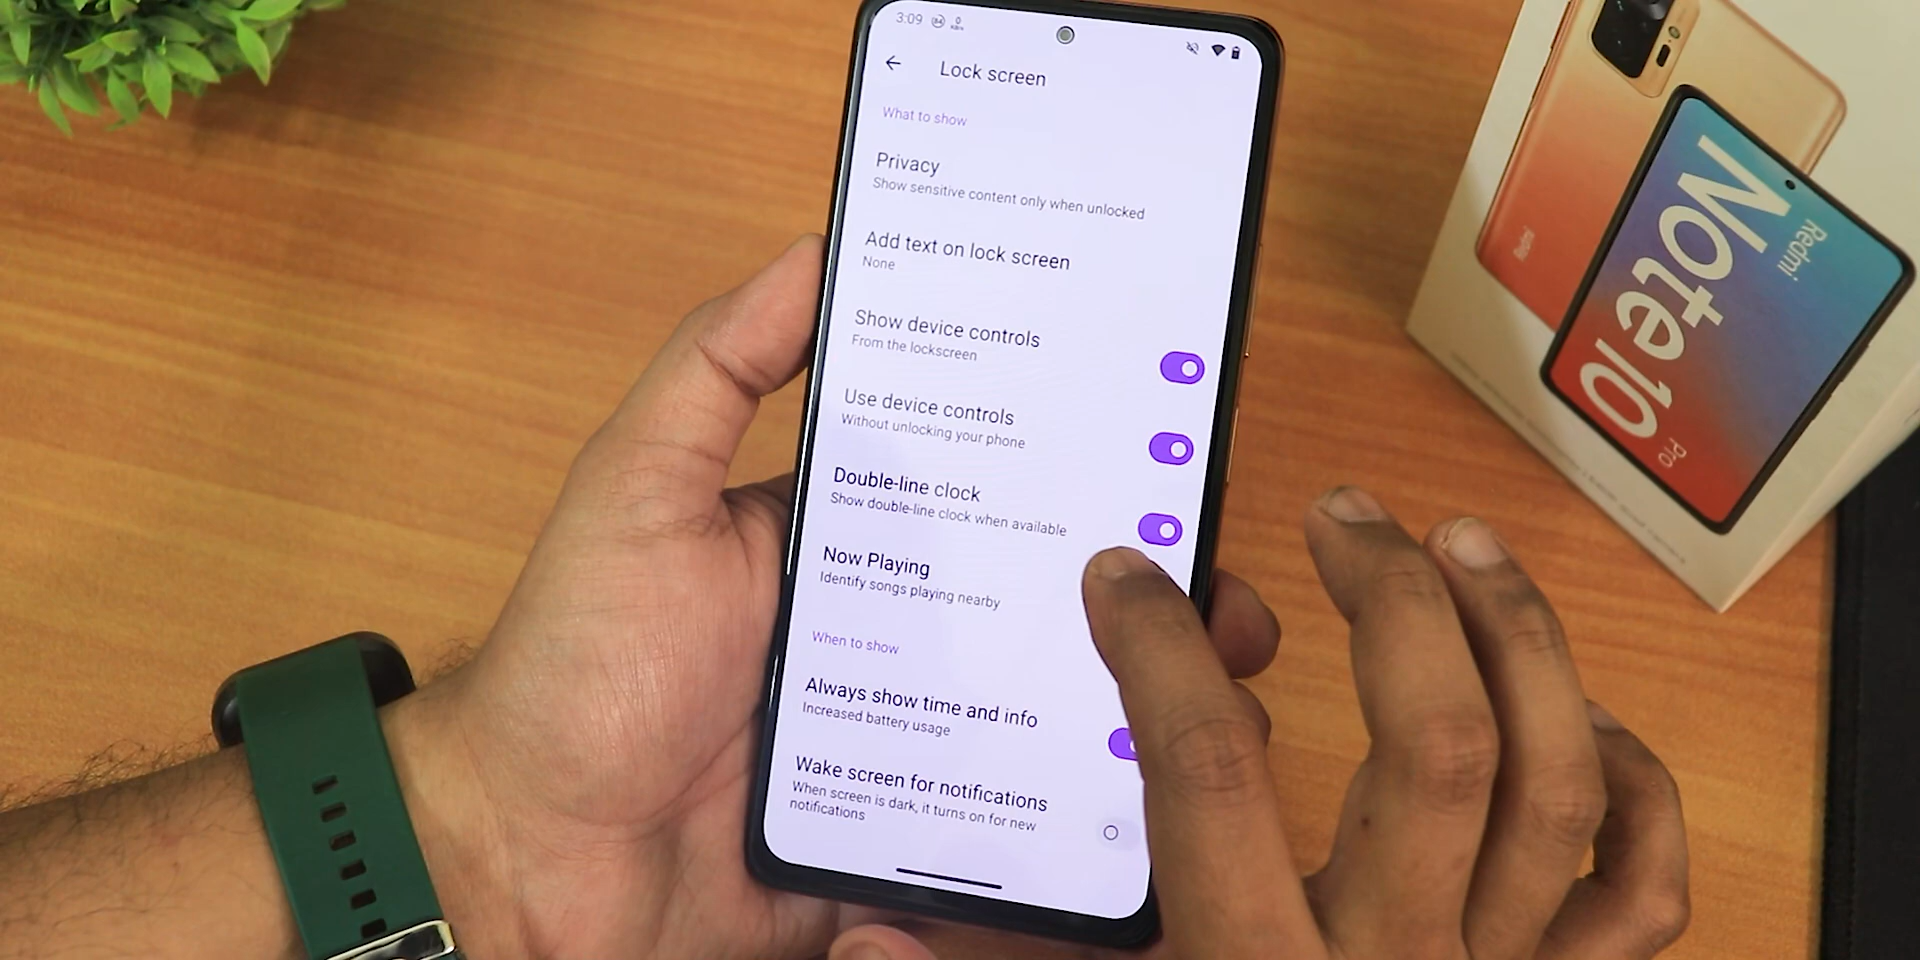 3:09
Lock screen
What to show
Privacy
Show sensitive content only when unlocked
Add text on lock screen
None
Show device controls
From the lockscreen
Use device controls
Without unlocking your phone
Double-line clock
Show double-line clock when available
Now Playing
Identify songs playing nearby
When to show
Always show time and info
Increased battery usage
Wake screen for notifications
When screen is dark, it turns on for new
notifications
Redmi
Redmi
Note 10
Pro